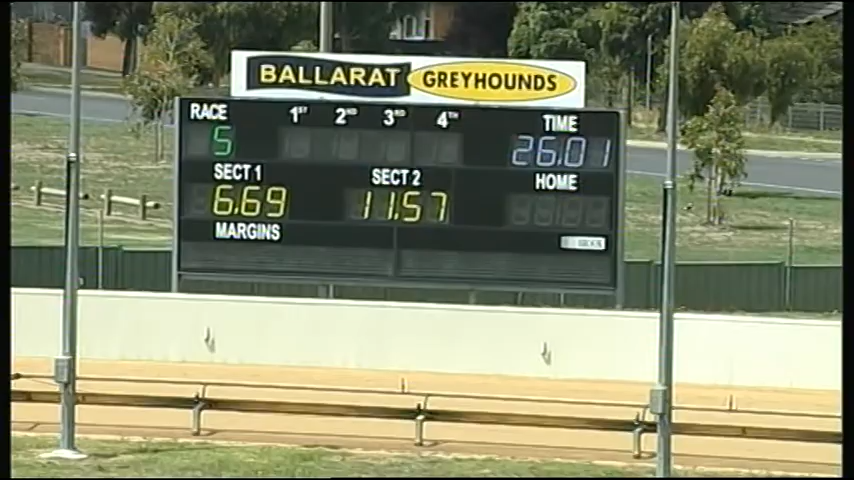 BALLARAT GREYHOUNDS
RACE 1ST 2ND 3RD 4TH TIME
5 26.01
SECT 1 SECT 2 HOME
6.69 11.57
MARGINS